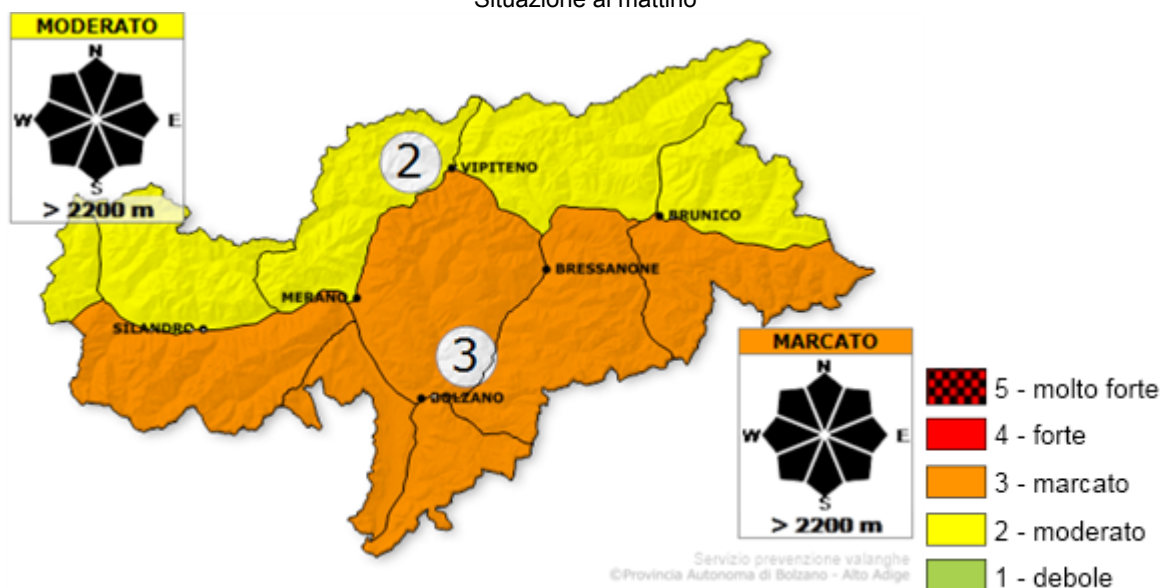 Situazione al mattino
MODERATO
N
W E
S
> 2200 m
2
VIPITENO
BRUNICO
BRESSANONE
MERANO
SILANDRO
3
BOLZANO
MARCATO
N
W E
S
> 2200 m
5 - molto forte
4 - forte
3 - marcato
2 - moderato
1 - debole
Servizio prevenzione valanghe
©Provincia Autonoma di Bolzano - Alto Adige